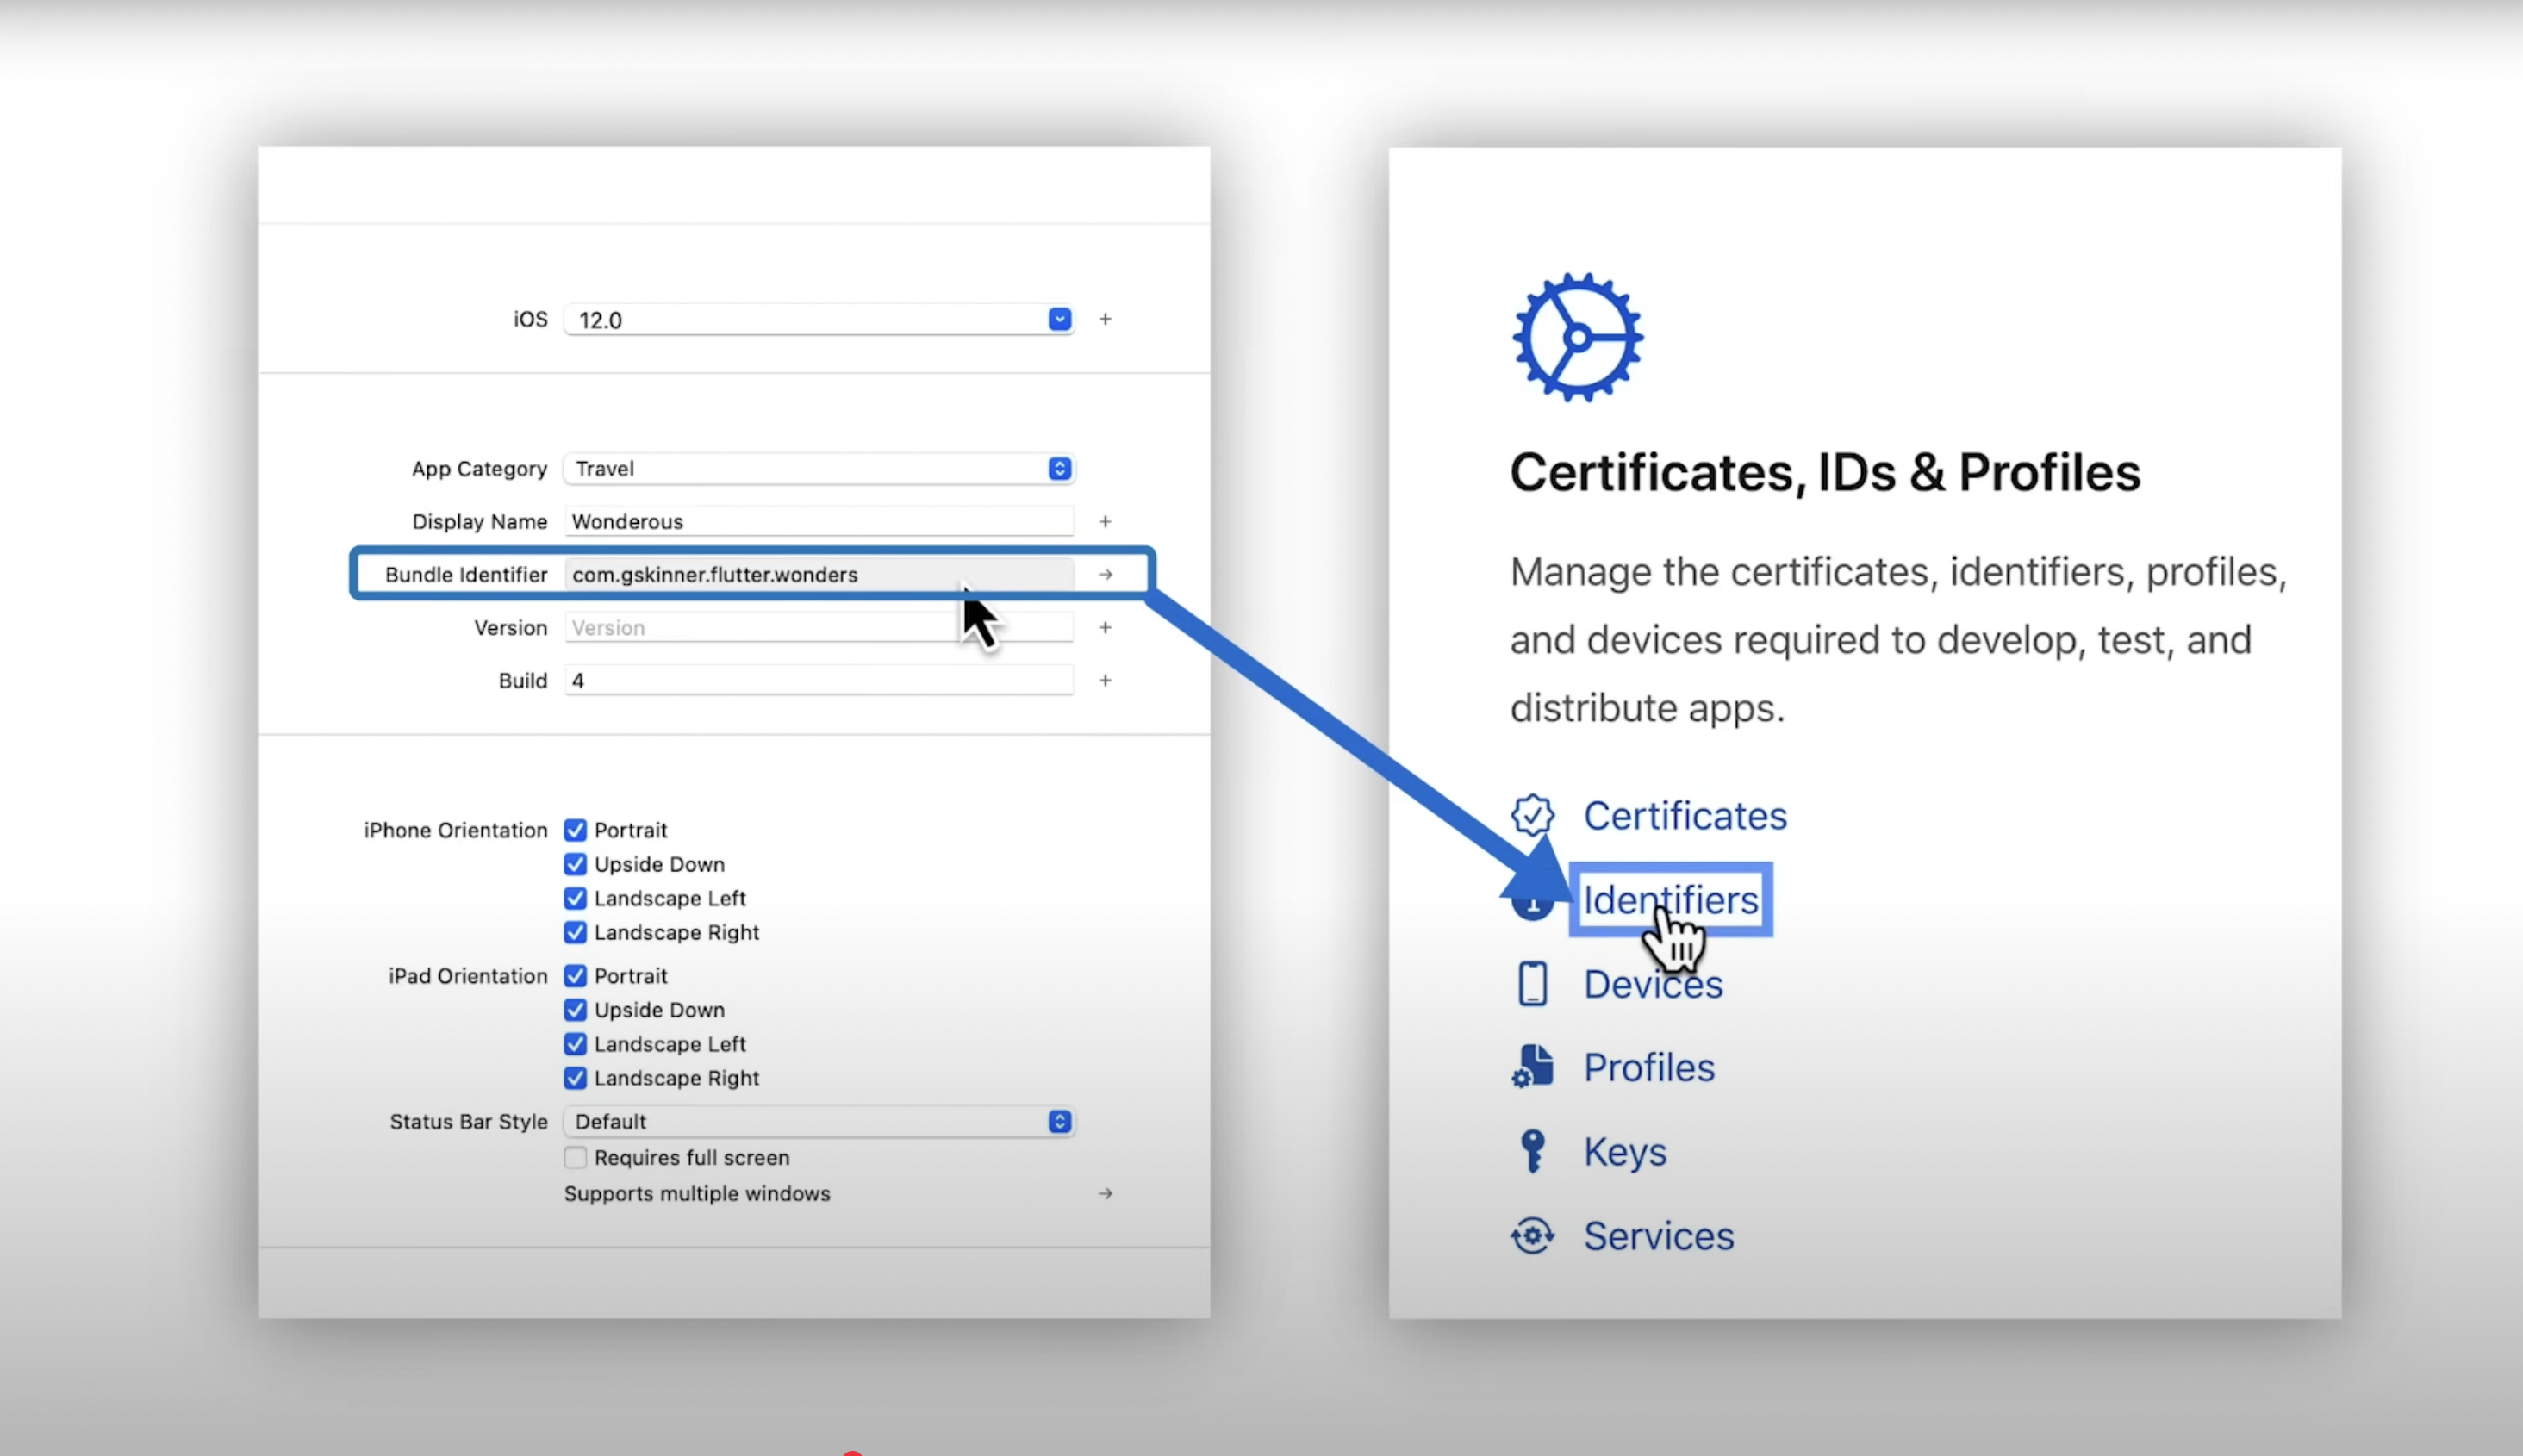 iOS 12.0
App Category Travel
Display Name Wonderous
Bundle Identifier com.gskinner.flutter.wonders
Version Version
Build 4
iPhone Orientation Portrait
Upside Down
Landscape Left
Landscape Right
iPad Orientation Portrait
Upside Down
Landscape Left
Landscape Right
Status Bar Style Default
Requires full screen
Supports multiple windows
Certificates, IDs & Profiles
Manage the certificates, identifiers, profiles,
and devices required to develop, test, and
distribute apps.
Certificates
Identifiers
Devices
Profiles
Keys
Services